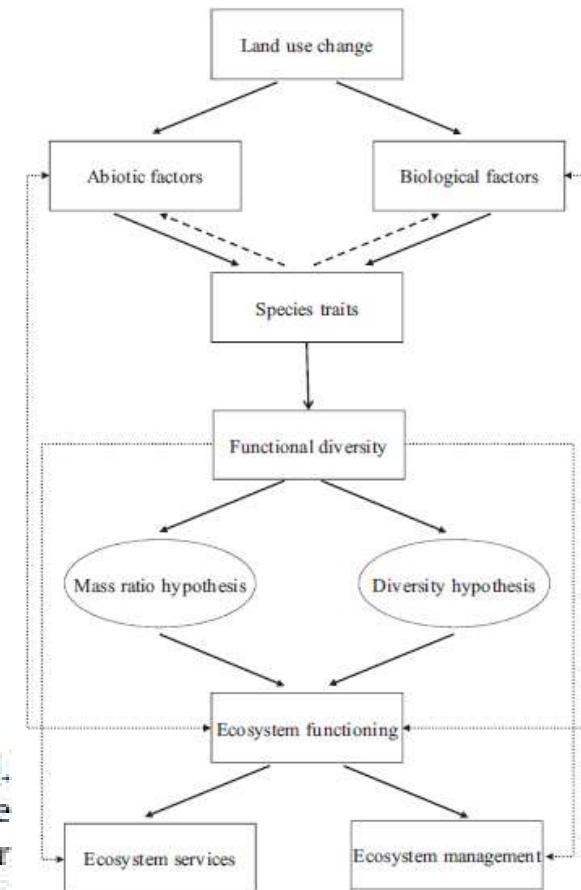 Land use change
Abiotic factors
Biological factors
Species traits
Functional diversity
Mass ratio hypothesis
Diversity hypothesis
Ecosystem functioning
Ecosystem services
Ecosystem management